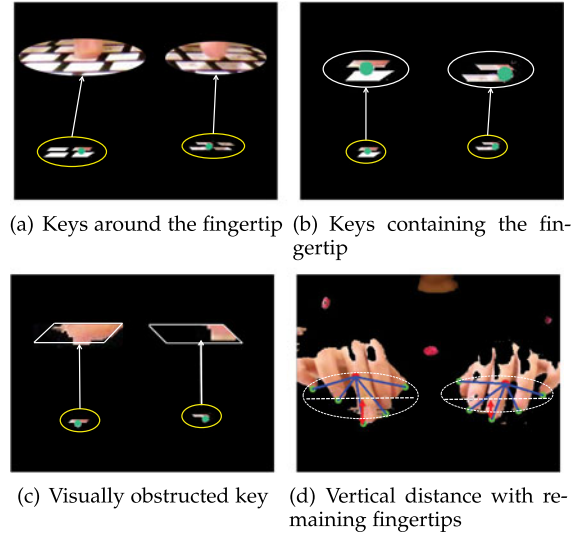 (a) Keys around the fingertip
(b) Keys containing the fin-
gertip
(c) Visually obstructed key
(d) Vertical distance with re-
maining fingertips